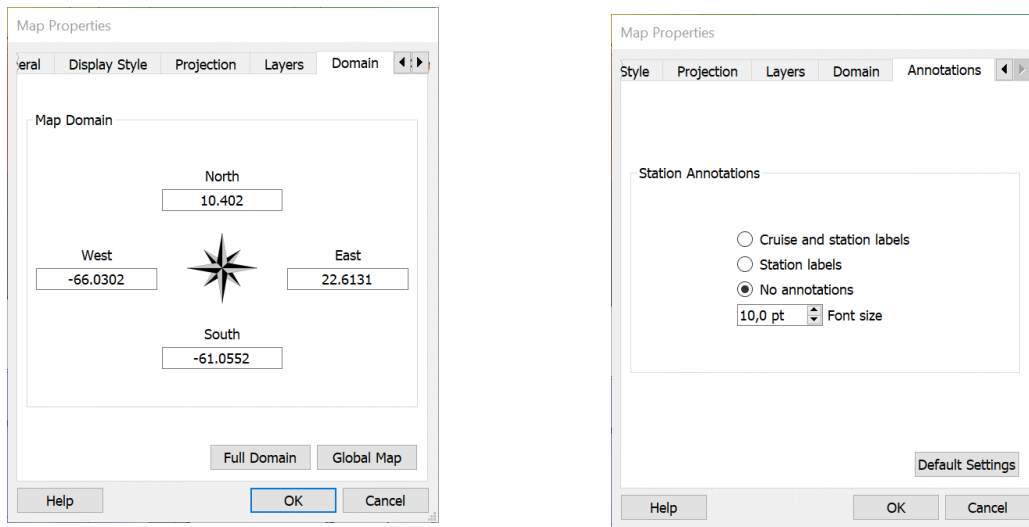 Map Properties
eral Display Style Projection Layers Domain
Map Domain
North
10.402
West East
-66.0302 22.6131
South
-61.0552
Full Domain Global Map
Help OK Cancel
Map Properties
Style Projection Layers Domain Annotations
Station Annotations
Cruise and station labels
Station labels
No annotations
10,0 pt Font size
Default Settings
Help OK Cancel